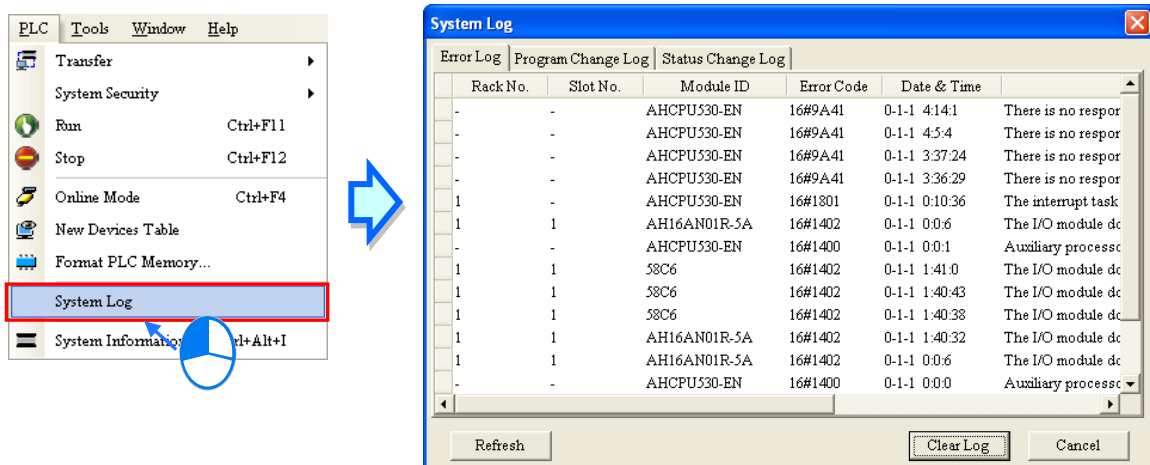 PLC Tools Window Help
Transfer
System Security
Run Ctrl+F11
Stop Ctrl+F12
Online Mode Ctrl+F4
New Devices Table
Format PLC Memory...
System Log
System Information rl+Alt+I
System Log
Error Log Program Change Log Status Change Log
Rack No. Slot No. Module ID Error Code Date & Time
- - AHCPU530-EN 16#9A41 0-1-1 4:14:1 There is no respor
- - AHCPU530-EN 16#9A41 0-1-1 4:5:4 There is no respor
- - AHCPU530-EN 16#9A41 0-1-1 3:37:24 There is no respor
- - AHCPU530-EN 16#9A41 0-1-1 3:36:29 There is no respor
1 - AHCPU530-EN 16#1801 0-1-1 0:10:36 The interrupt task
1 1 AH16AN01R-5A 16#1402 0-1-1 0:0:6 The I/O module do
- - AHCPU530-EN 16#1400 0-1-1 0:0:1 Auxiliary processo
1 1 58C6 16#1402 0-1-1 1:41:0 The I/O module do
1 1 58C6 16#1402 0-1-1 1:40:43 The I/O module do
1 1 58C6 16#1402 0-1-1 1:40:38 The I/O module do
1 1 AH16AN01R-5A 16#1402 0-1-1 1:40:32 The I/O module do
1 1 AH16AN01R-5A 16#1402 0-1-1 0:0:6 The I/O module do
- - AHCPU530-EN 16#1400 0-1-1 0:0:0 Auxiliary processo
Refresh Clear Log Cancel